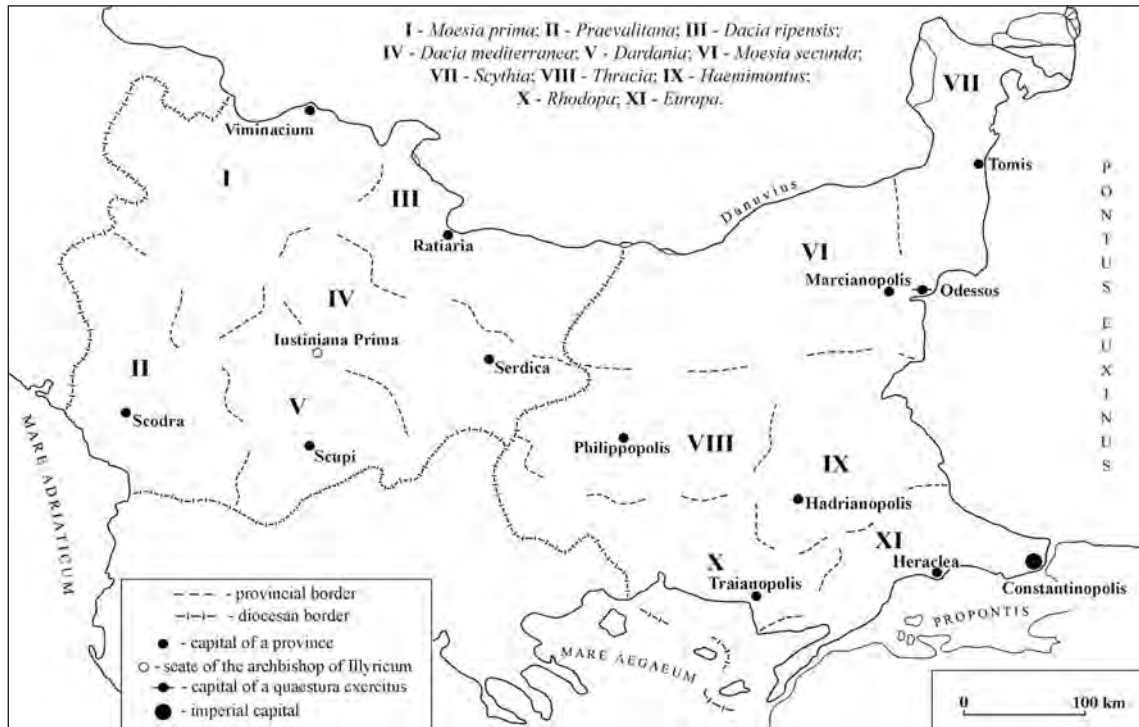 I - Moesia prima; II - Praevalitana; III - Dacia ripensis;
IV - Dacia mediterranea; V - Dardania; VI - Moesia secunda;
VII - Scythia; VIII - Thracia; IX - Haemimontus;
X - Rhodopa; XI - Europa.
VII
Viminacium
Tomis
I
III
Danuvius
PONTUS EUXINUS
Ratiaria
VI
Marcianopolis
Odessos
IV
Iustiniana Prima
Serdica
II
Scodra
V
Scupi
Philippopolis
VIII
IX
Hadrianopolis
MARE ADRIATICUM
X
Traianopolis
XI
Heraclea
Constantinopolis
PROPONTIS
MARE AEGAEUM
- provincial border
- diocesan border
- capital of a province
- seate of the archbishop of Illyricum
- capital of a quaestura exercitus
- imperial capital
0 100 km